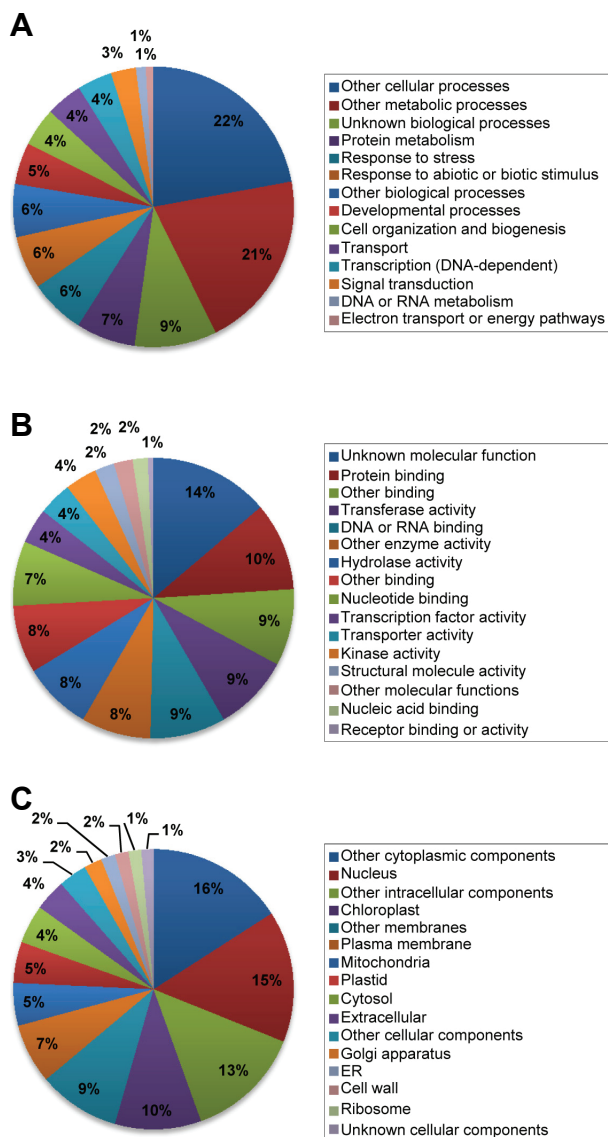 A
1%
3%
1%
4%
4%
22%
4%
5%
6%
6%
21%
6%
7%
9%
Other cellular processes
Other metabolic processes
Unknown biological processes
Protein metabolism
Response to stress
Response to abiotic or biotic stimulus
Other biological processes
Developmental processes
Cell organization and biogenesis
Transport
Transcription (DNA-dependent)
Signal transduction
DNA or RNA metabolism
Electron transport or energy pathways
B
2%
2%
1%
2%
4%
14%
4%
4%
10%
7%
9%
8%
8%
9%
8%
9%
Unknown molecular function
Protein binding
Other binding
Transferase activity
DNA or RNA binding
Other enzyme activity
Hydrolase activity
Other binding
Nucleotide binding
Transcription factor activity
Transporter activity
Kinase activity
Structural molecule activity
Other molecular functions
Nucleic acid binding
Receptor binding or activity
C
2%
2%
1%
1%
2%
3%
4%
16%
4%
5%
15%
5%
7%
13%
9%
10%
Other cytoplasmic components
Nucleus
Other intracellular components
Chloroplast
Other membranes
Plasma membrane
Mitochondria
Plastid
Cytosol
Extracellular
Other cellular components
Golgi apparatus
ER
Cell wall
Ribosome
Unknown cellular components